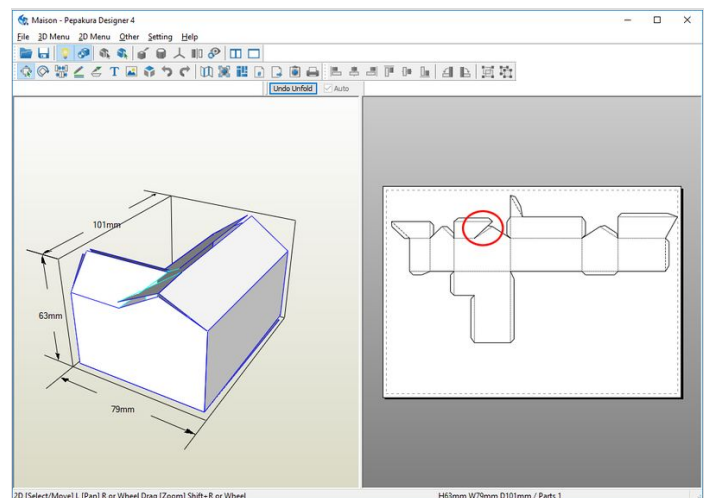 Maison - Pepakura Designer 4
File 3D Menu 2D Menu Other Setting Help
T
Undo Unfold Auto
101mm
63mm
79mm
2D [Select/Move] L [Pan] R or Wheel Drag [Zoom] Shift+R or Wheel
H63mm W79mm D101mm / Parts 1